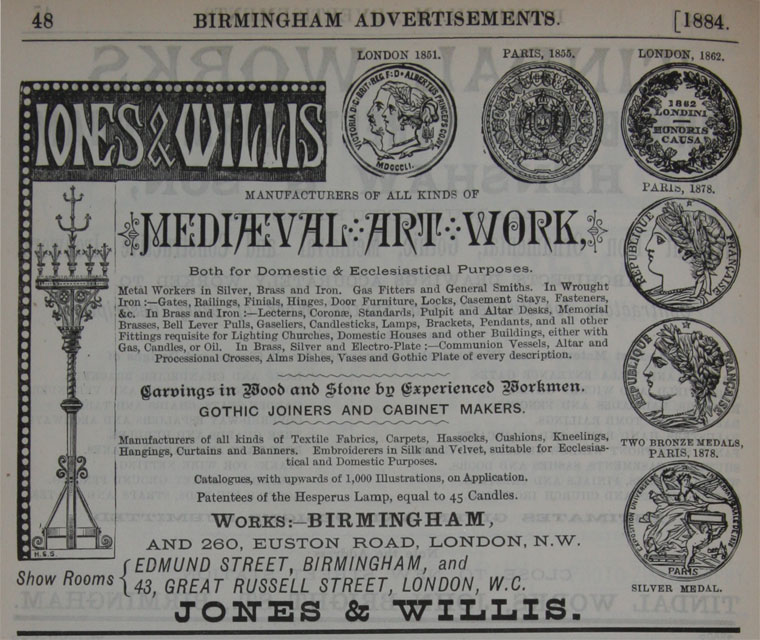 48 BIRMINGHAM ADVERTISEMENTS. [1884.
LONDON 1851. PARIS, 1855. LONDON, 1862.
JONES & WILLIS
VICTORIA D: BRIT: REG: F: D: ALBERTUS PRINCEPS CONJ.
MDCCCLI.
1862
LONDINI
HONORIS
CAUSA
MANUFACTURERS OF ALL KINDS OF
MEDIÆVAL ART WORK,
Both for Domestic & Ecclesiastical Purposes.
Metal Workers in Silver, Brass and Iron. Gas Fitters and General Smiths. In Wrought
Iron:—Gates, Railings, Finials, Hinges, Door Furniture, Locks, Casement Stays, Fasteners,
&c. In Brass and Iron:—Lecterns, Coronæ, Standards, Pulpit and Altar Desks, Memorial
Brasses, Bell Lever Pulls, Gaseliers, Candlesticks, Lamps, Brackets, Pendants, and all other
Fittings requisite for Lighting Churches, Domestic Houses and other Buildings, either with
Gas, Candles, or Oil. In Brass, Silver and Electro-Plate:—Communion Vessels, Altar and
Processional Crosses, Alms Dishes, Vases and Gothic Plate of every description.
Carvings in Wood and Stone by Experienced Workmen.
GOTHIC JOINERS AND CABINET MAKERS.
Manufacturers of all kinds of Textile Fabrics, Carpets, Hassocks, Cushions, Kneelings,
Hangings, Curtains and Banners. Embroiderers in Silk and Velvet, suitable for Ecclesias-
tical and Domestic Purposes.
Catalogues, with upwards of 1,000 Illustrations, on Application.
Patentees of the Hesperus Lamp, equal to 45 Candles.
PARIS, 1878.
REPUBLIQUE FRANÇAISE
REPUBLIQUE FRANÇAISE
TWO BRONZE MEDALS,
PARIS, 1878.
EXPOSITION UNIVERSELLE
PARIS
SILVER MEDAL.
H.& S.
WORKS:—BIRMINGHAM
AND 260, EUSTON ROAD, LONDON, N.W.
Show Rooms { EDMUND STREET, BIRMINGHAM, and
43, GREAT RUSSELL STREET, LONDON, W.C.
JONES & WILLIS.